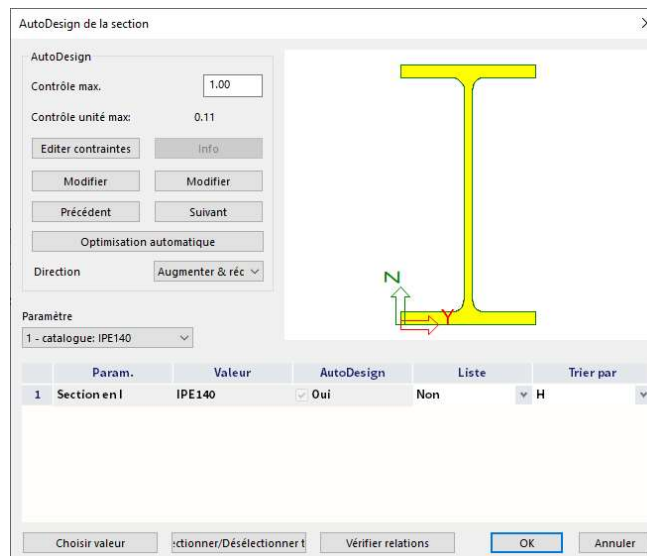 AutoDesign de la section
AutoDesign
Contrôle max. 1.00
Contrôle unité max: 0.11
Editer contraintes Info
Modifier Modifier
Précédent Suivant
Optimisation automatique
Direction Augmenter & réc
Z
Y
Paramètre
1 - catalogue: IPE140
Param. Valeur AutoDesign Liste Trier par
1 Section en I IPE140 Oui Non H
Choisir valeur ectionner/Désélectionner t Vérifier relations OK Annuler